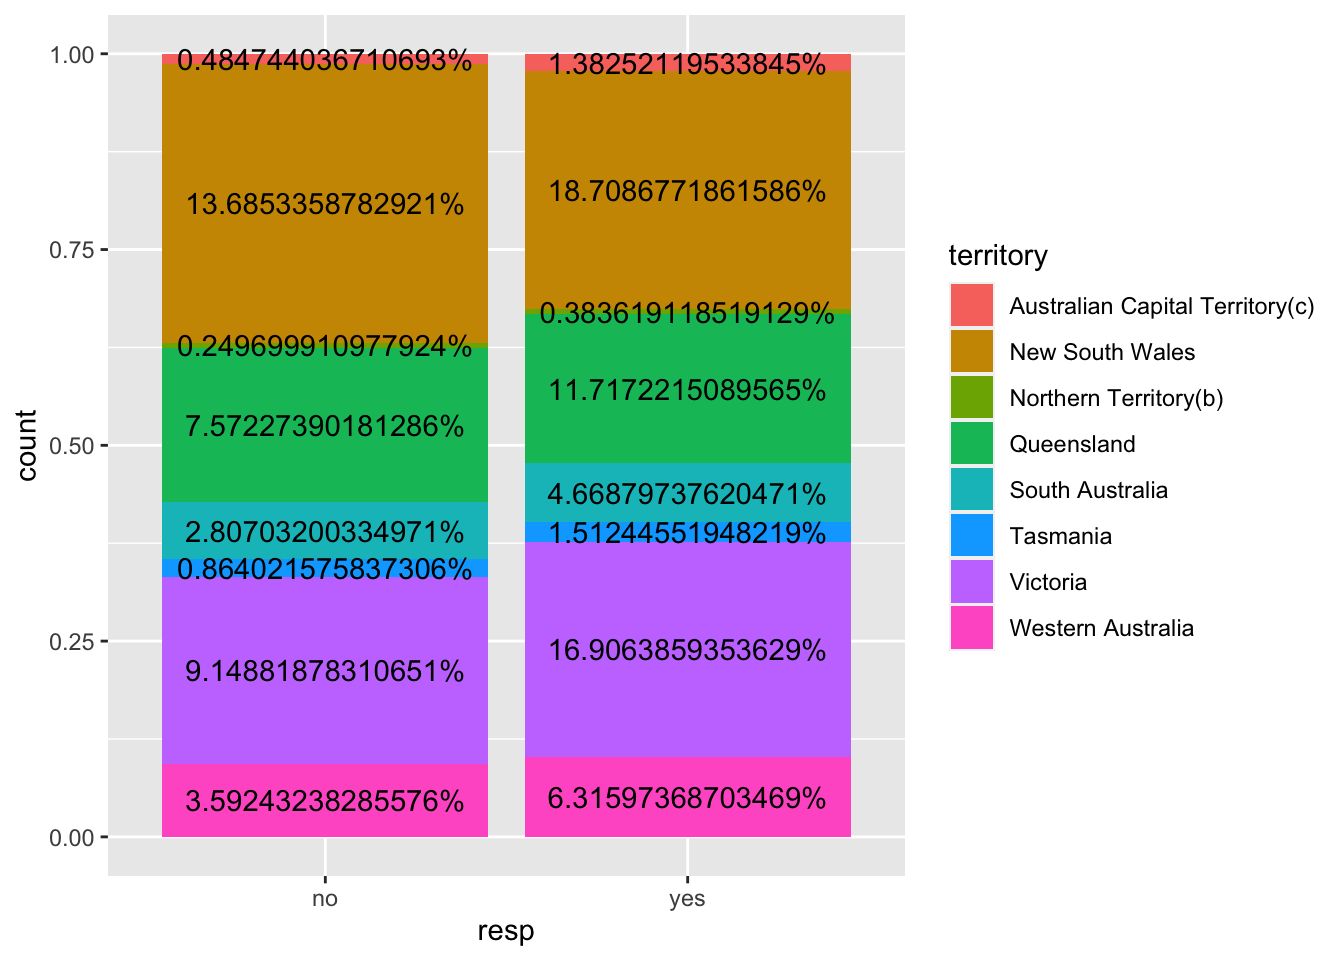 1.00
0.75
0.50
0.25
0.00
count
0.484744036710693%
13.6853358782921%
0.249699910977924%
7.57227390181286%
2.80703200334971%
0.864021575837306%
9.14881878310651%
3.59243238285576%
1.38252119533845%
18.7086771861586%
0.383619118519129%
11.7172215089565%
4.66879737620471%
1.51244551948219%
16.9063859353629%
6.31597368703469%
no
yes
resp
territory
Australian Capital Territory(c)
New South Wales
Northern Territory(b)
Queensland
South Australia
Tasmania
Victoria
Western Australia